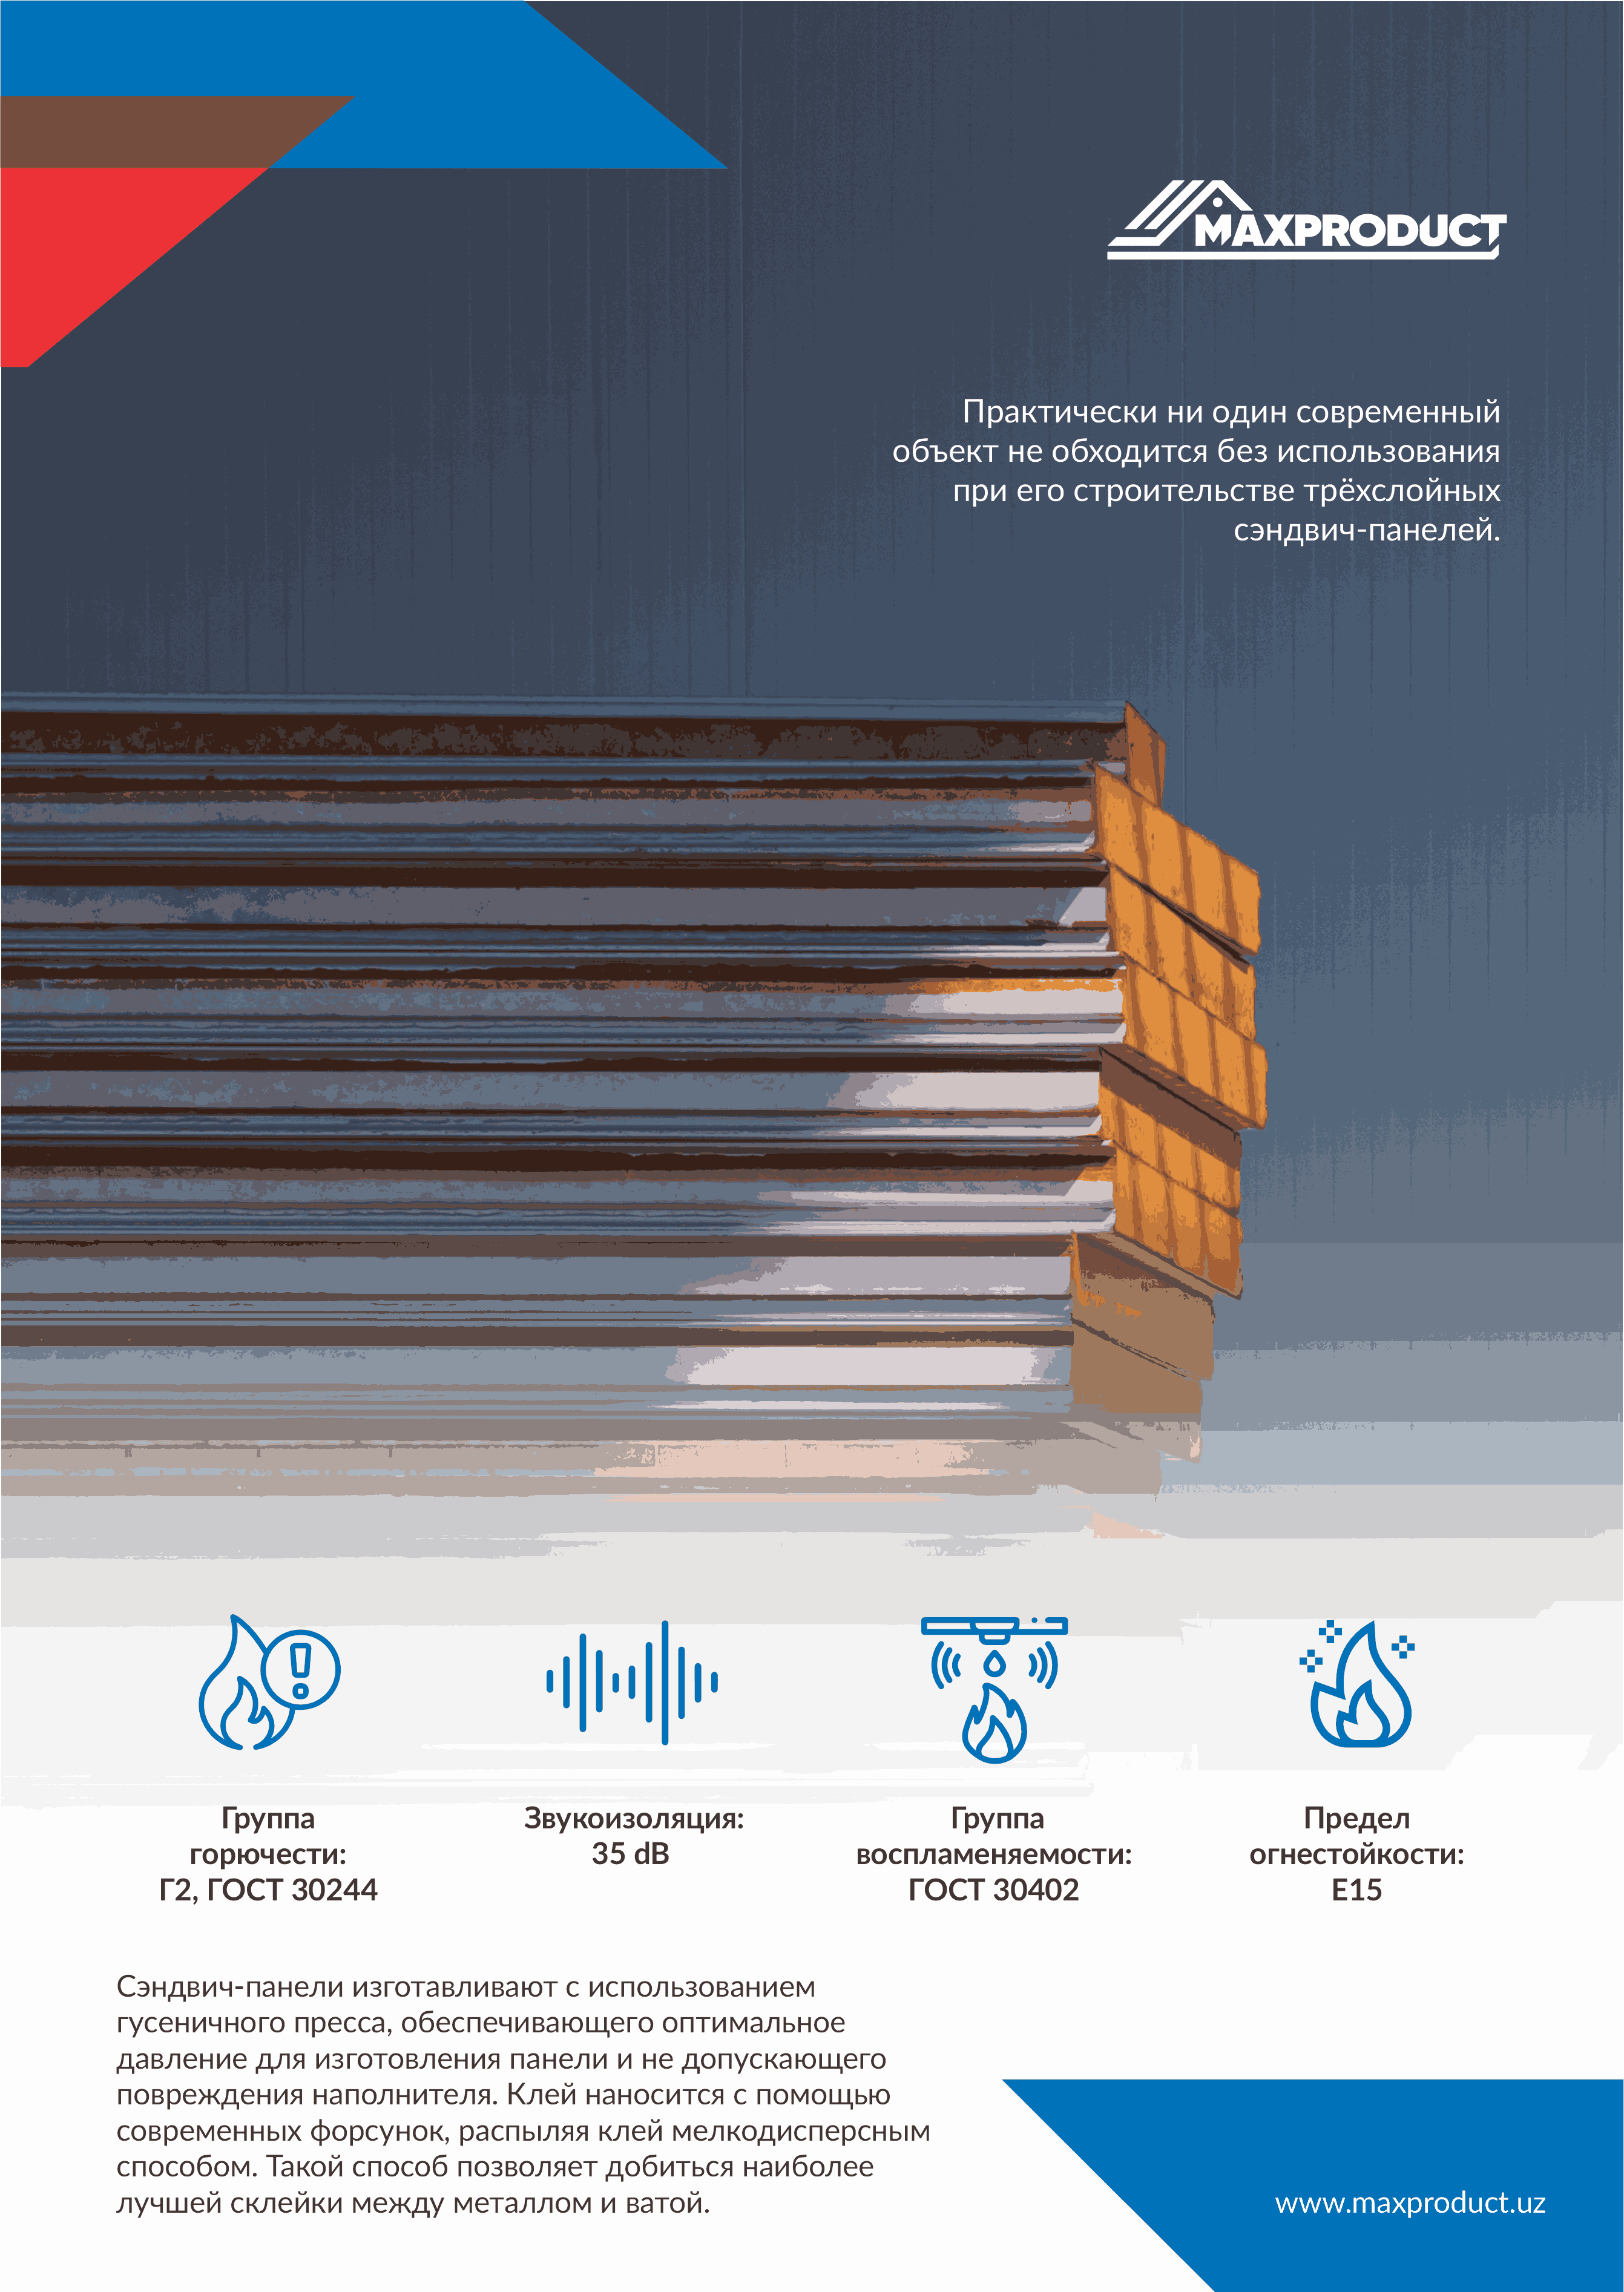 MAXPRODUCT
Практически ни один современный
объект не обходится без использования
при его строительстве трёхслойных
сэндвич-панелей.
Группа
горючести:
Г2, ГОСТ 30244
Звукоизоляция:
35 dB
Группа
воспламеняемости:
ГОСТ 30402
Предел
огнестойкости:
E15
Сэндвич-панели изготавливают с использованием
гусеничного пресса, обеспечивающего оптимальное
давление для изготовления панели и не допускающего
повреждения наполнителя. Клей наносится с помощью
современных форсунок, распыляя клей мелкодисперсным
способом. Такой способ позволяет добиться наиболее
лучшей склейки между металлом и ватой.
www.maxproduct.uz